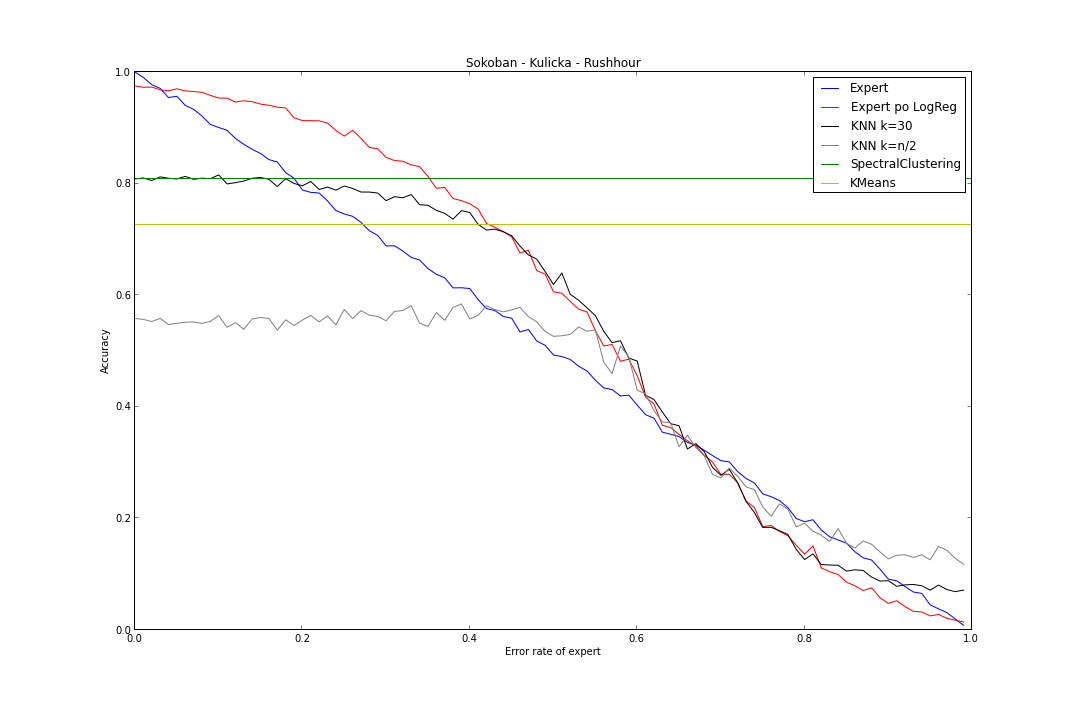 Sokoban - Kulicka - Rushhour
1.0
0.8
0.6
0.4
0.2
0.0
Accuracy
Expert
Expert po LogReg
KNN k=30
KNN k=n/2
SpectralClustering
KMeans
0.0 0.2 0.4 0.6 0.8 1.0
Error rate of expert